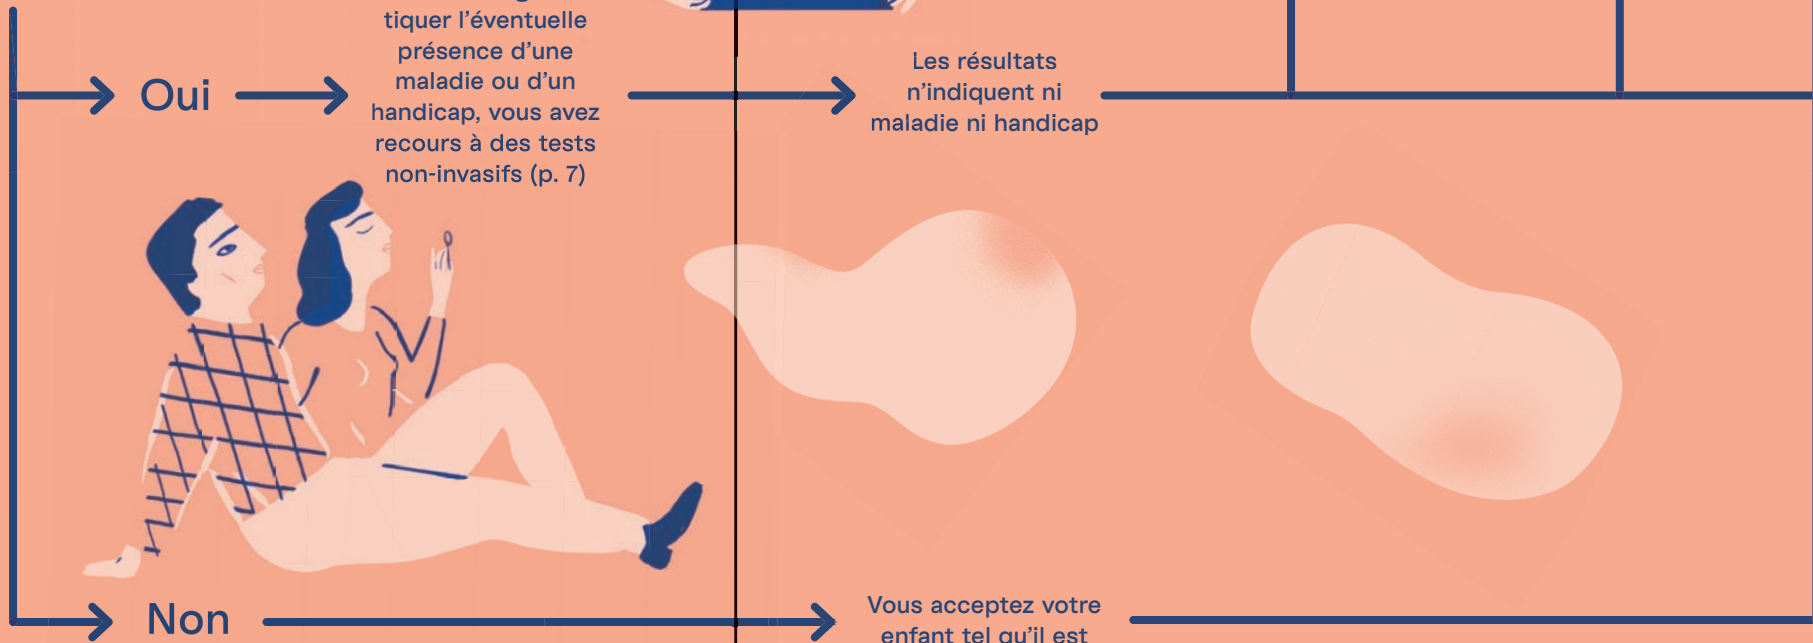 tiquer l'éventuelle
présence d'une
maladie ou d'un
handicap, vous avez
recours à des tests
non-invasifs (p. 7)
Oui
Les résultats
n'indiquent ni
maladie ni handicap
Non
Vous acceptez votre
enfant tel qu'il est